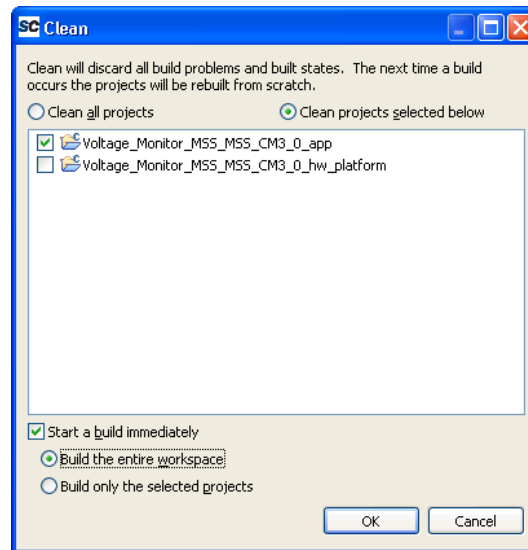 SC Clean
Clean will discard all build problems and built states. The next time a build
occurs the projects will be rebuilt from scratch.
Clean all projects Clean projects selected below
Voltage_Monitor_MSS_MSS_CM3_0_app
Voltage_Monitor_MSS_MSS_CM3_0_hw_platform
Start a build immediately
Build the entire workspace
Build only the selected projects
OK Cancel